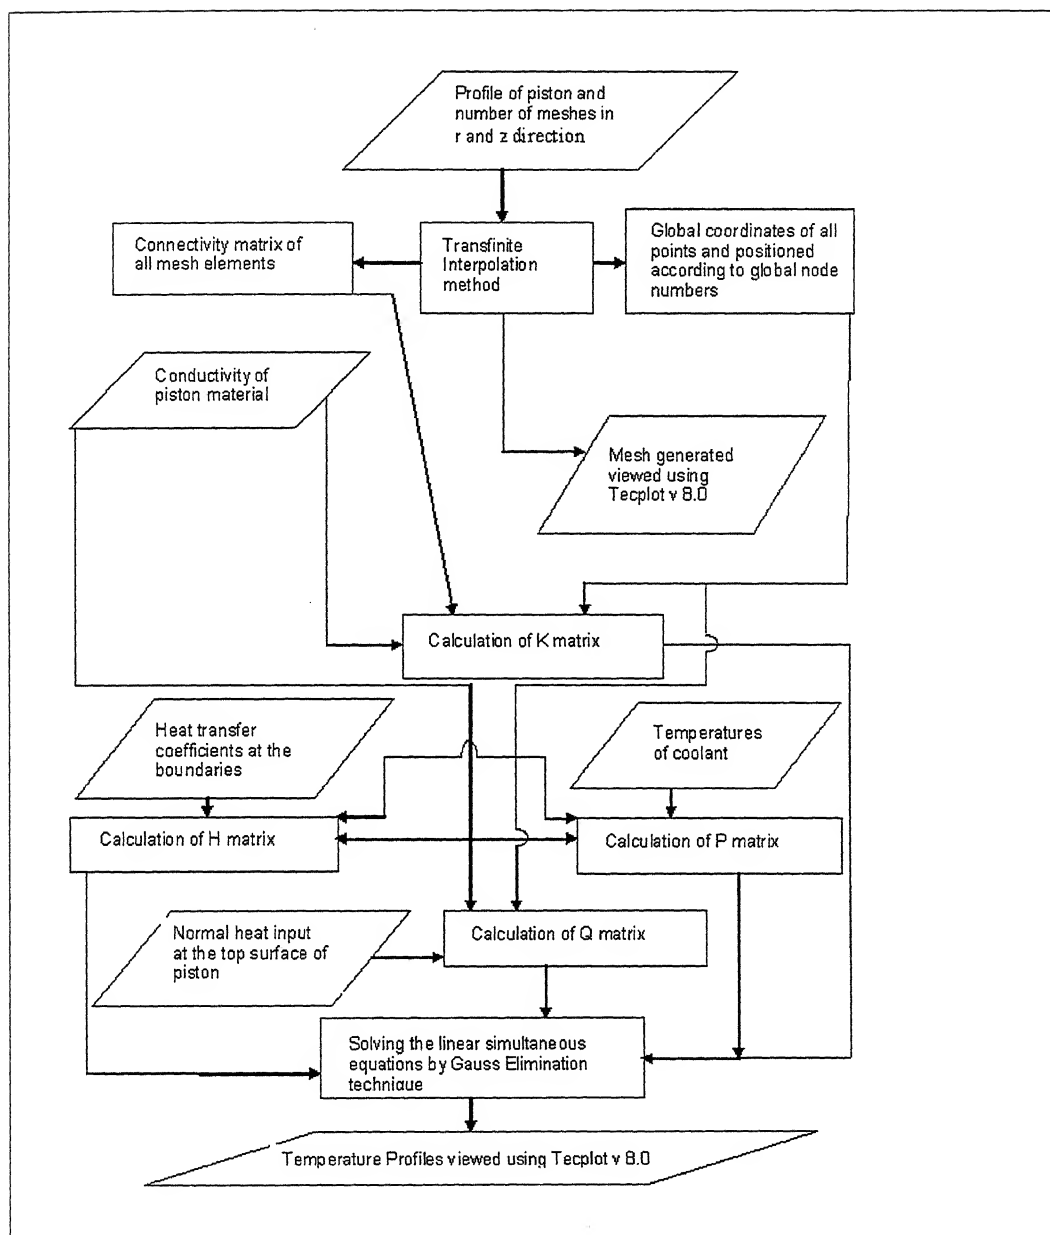 Profile of piston and
number of meshes in
r and z direction
Connectivity matrix of
all mesh elements
Transfinite
Interpolation
method
Global coordinates of all
points and positioned
according to global node
numbers
Conductivity of
piston material
Mesh generated
viewed using
Tecplot v 8.0
Calculation of K matrix
Heat transfer
coefficients at the
boundaries
Temperatures
of coolant
Calculation of H matrix
Calculation of P matrix
Normal heat input
at the top surface of
piston
Calculation of Q matrix
Solving the linear simultaneous
equations by Gauss Elimination
technique
Temperature Profiles viewed using Tecplot v 8.0